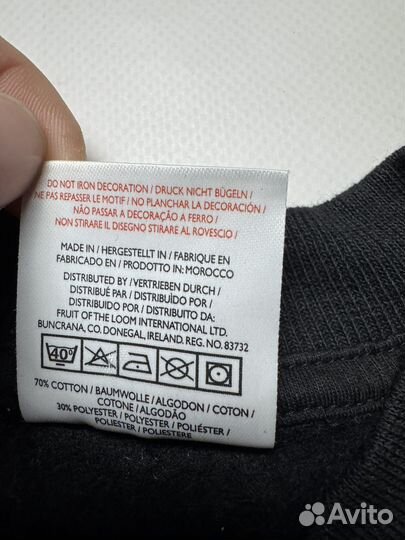 DO NOT IRON DECORATION / DRUCK NICHT BÜGELN /
NE PAS REPASSER LE MOTIF / NO PLANCHAR LA DECORACIÓN /
NÃO PASSAR A DECORAÇÃO A FERRO /
NON STIRARE IL DISEGNO STIRARE AL ROVESCIO /
MADE IN / HERGESTELLT IN / FABRIQUE EN
FABRICADO EN / PRODOTTO IN: MOROCCO
DISTRIBUTED BY / VERTRIEBEN DURCH /
DISTRIBUÉ PAR / DISTRIBUÍDO POR /
DISTRIBUIDO POR / DISTRIBUITO DA:
FRUIT OF THE LOOM INTERNATIONAL LTD.
BUNCRANA, CO. DONEGAL, IRELAND. REG. NO. 83732
40°
70% COTTON / BAUMWOLLE / ALGODON / COTON /
COTONE / ALGODÃO
30% POLYESTER / POLYESTER / POLIÉSTER /
POLIESTER / POLIESTERE
Avito